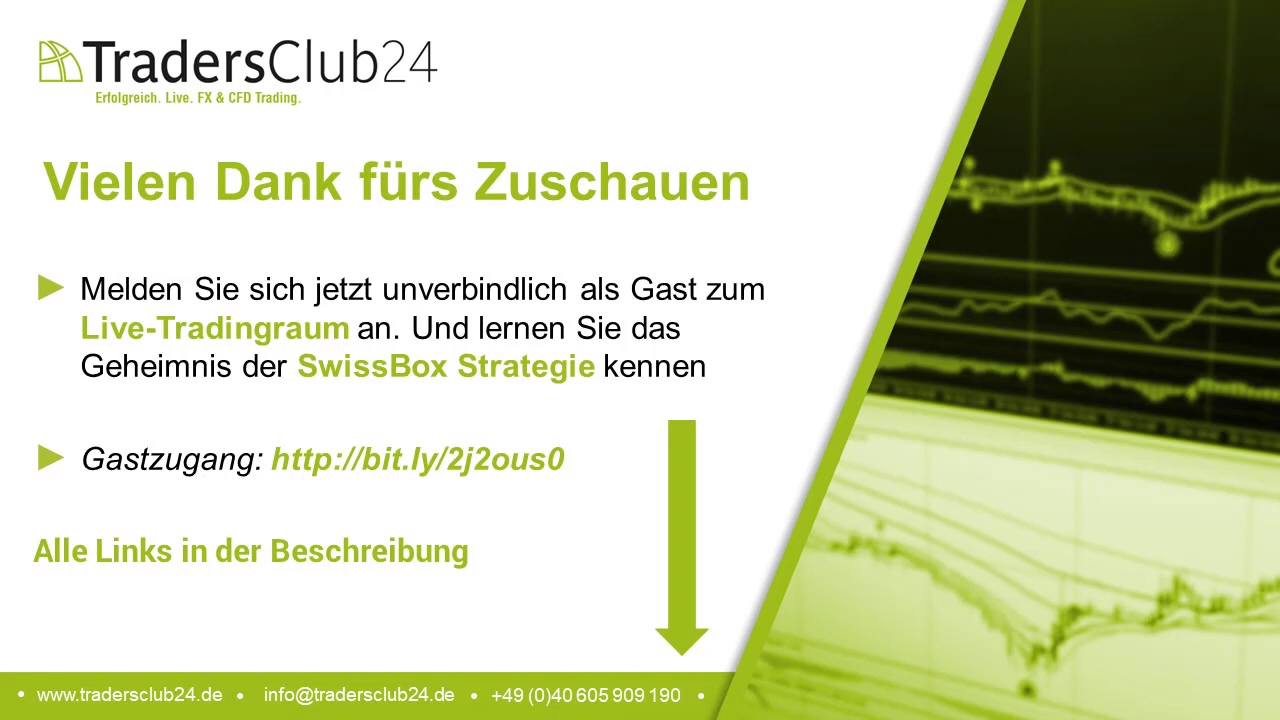 TradersClub24
Erfolgreich. Live. FX & CFD Trading.
Vielen Dank fürs Zuschauen
Melden Sie sich jetzt unverbindlich als Gast zum
Live-Tradingraum an. Und lernen Sie das
Geheimnis der SwissBox Strategie kennen
Gastzugang: http://bit.ly/2j2ous0
Alle Links in der Beschreibung
• www.tradersclub24.de • info@tradersclub24.de • +49 (0)40 605 909 190 •